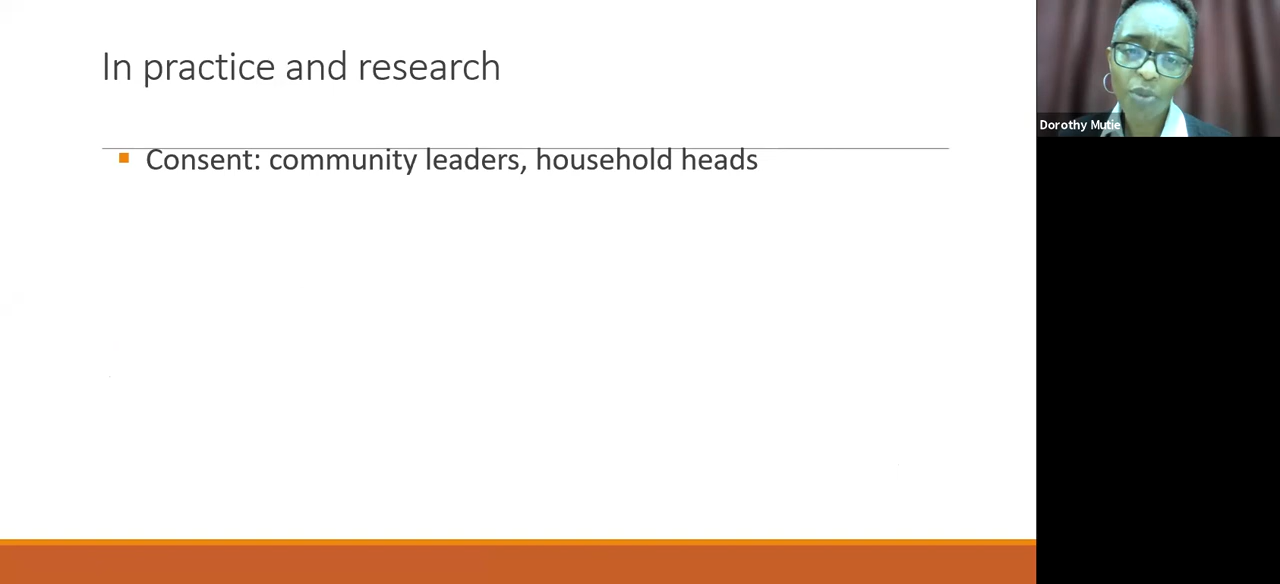 In practice and research
Consent: community leaders, household heads
Dorothy Mutie